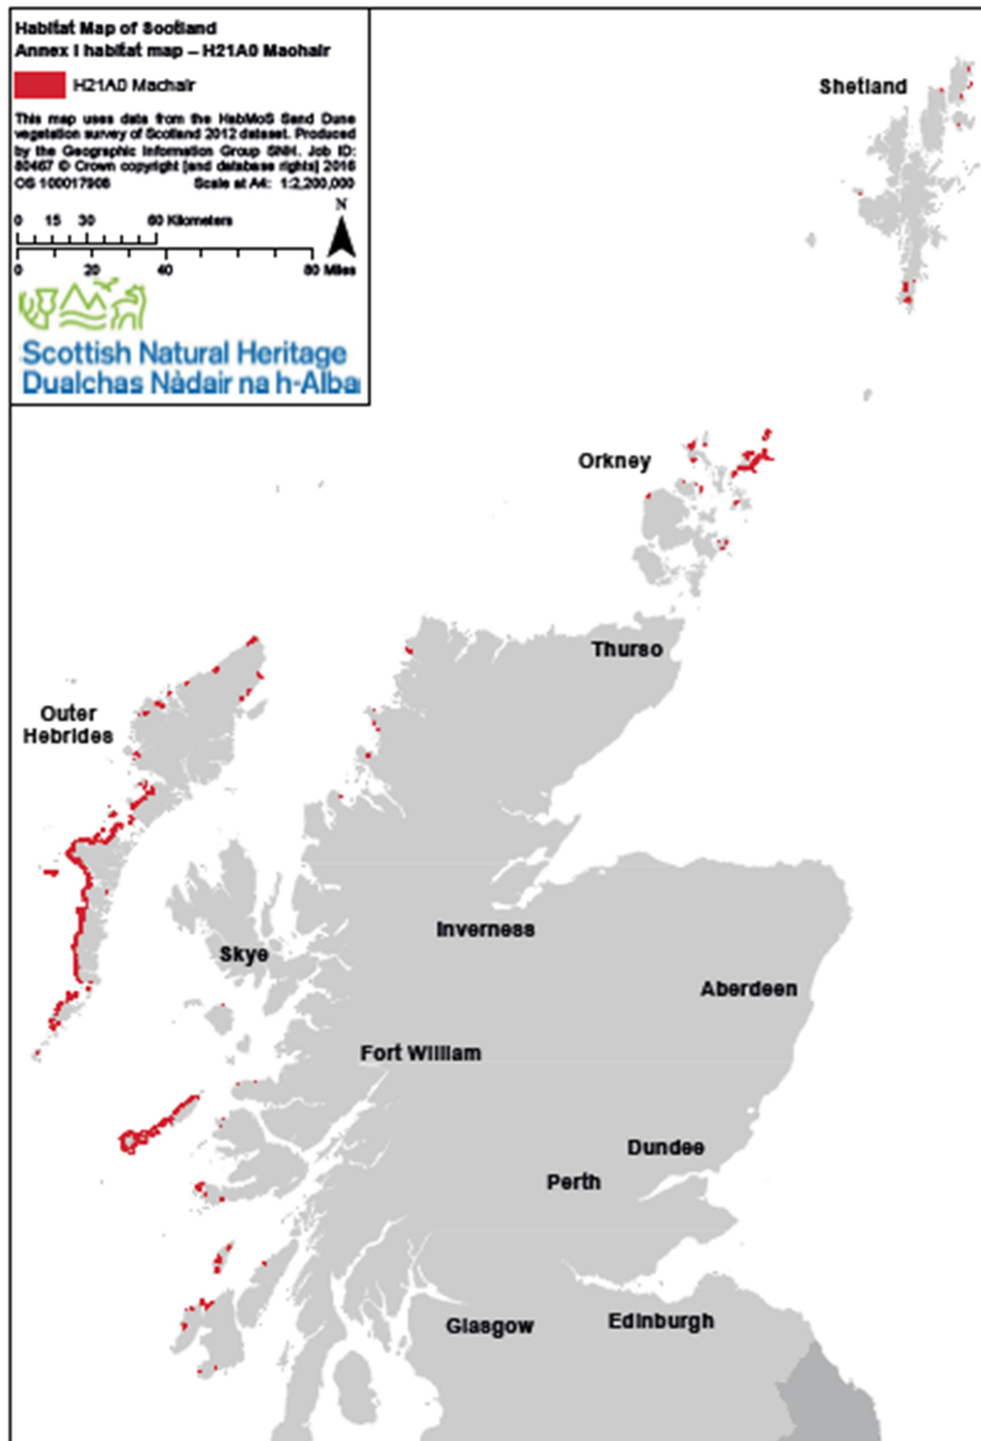 Habitat Map of Scotland
Annex I habitat map – H21A0 Machair
H21A0 Machair
This map uses data from the HabMoS Sand Dune
vegetation survey of Scotland 2012 dataset. Produced
by the Geographic Information Group SNH. Job ID:
80467 © Crown copyright [and database rights] 2016
OS 100017908 Scale at A4: 1:2,200,000
N
0 15 30 60 Kilometers
0 20 40 80 Miles
Scottish Natural Heritage
Dualchas Nàdair na h-Alba
Shetland
Orkney
Thurso
Outer
Hebrides
Inverness
Skye
Aberdeen
Fort William
Dundee
Perth
Glasgow
Edinburgh